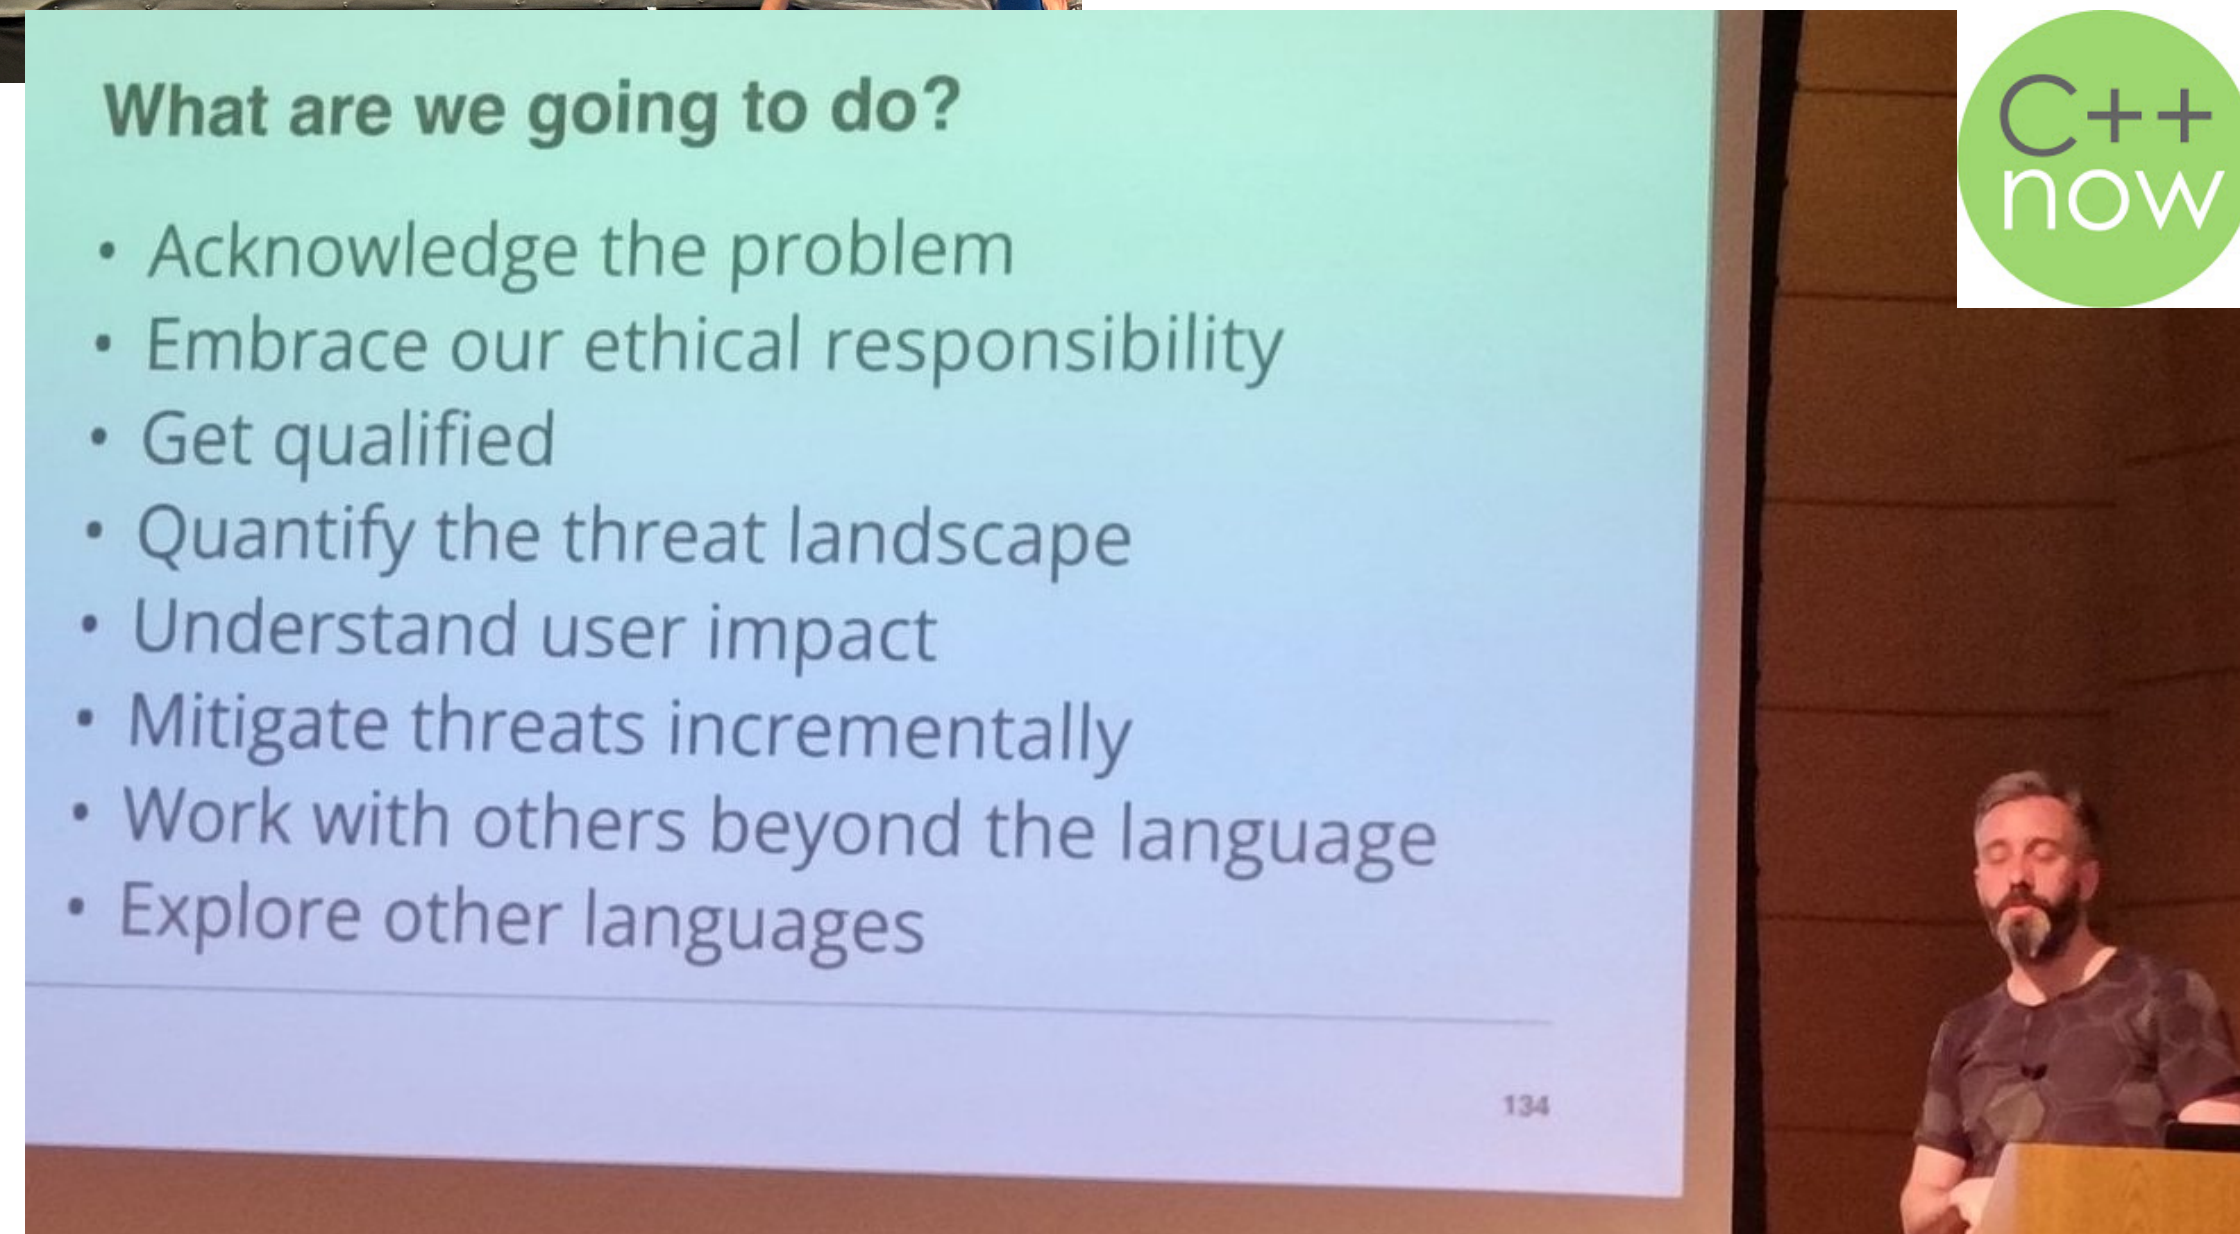 What are we going to do?
• Acknowledge the problem
• Embrace our ethical responsibility
• Get qualified
• Quantify the threat landscape
• Understand user impact
• Mitigate threats incrementally
• Work with others beyond the language
• Explore other languages
134
C++
now